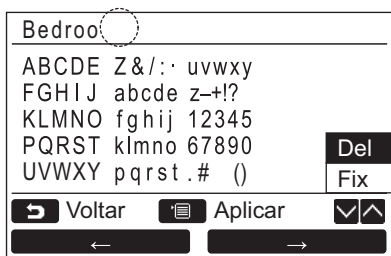 Bedroo
ABCDE Z&/:· uvwxy
FGHIJ abcde z–+!?
KLMNO fghij 12345
PQRST klmno 67890
UVWXY pqrst.# ()
Del
Fix
Voltar Aplicar
← →